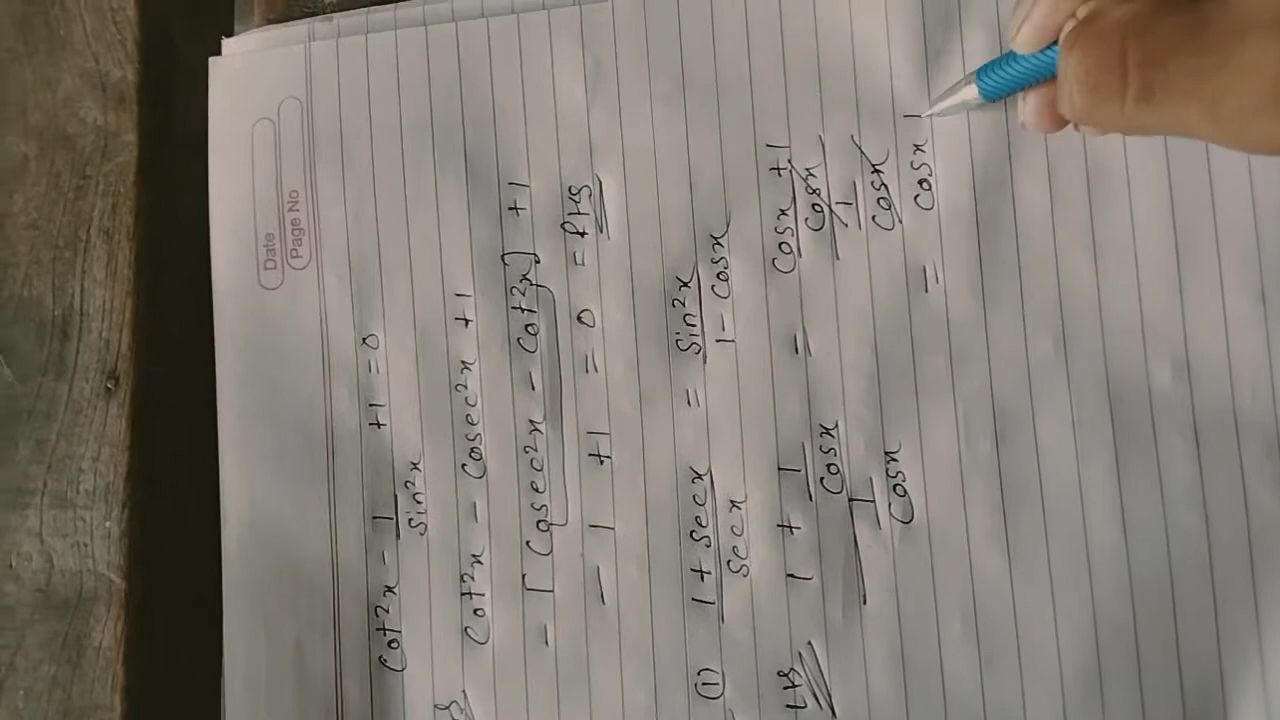 Date
Page No
cot²x - 1/sin²x +1 = 0
cot²x - cosec²x +1
- [cosec²x - cot²x] +1
- 1 + 1 = 0 = RHS
(1) 1 + secx/secx = sin²x/1 - cosx
LHS 1 + 1/cosx / 1/cosx = cosx + 1/cosx / 1/cosx
= cosx